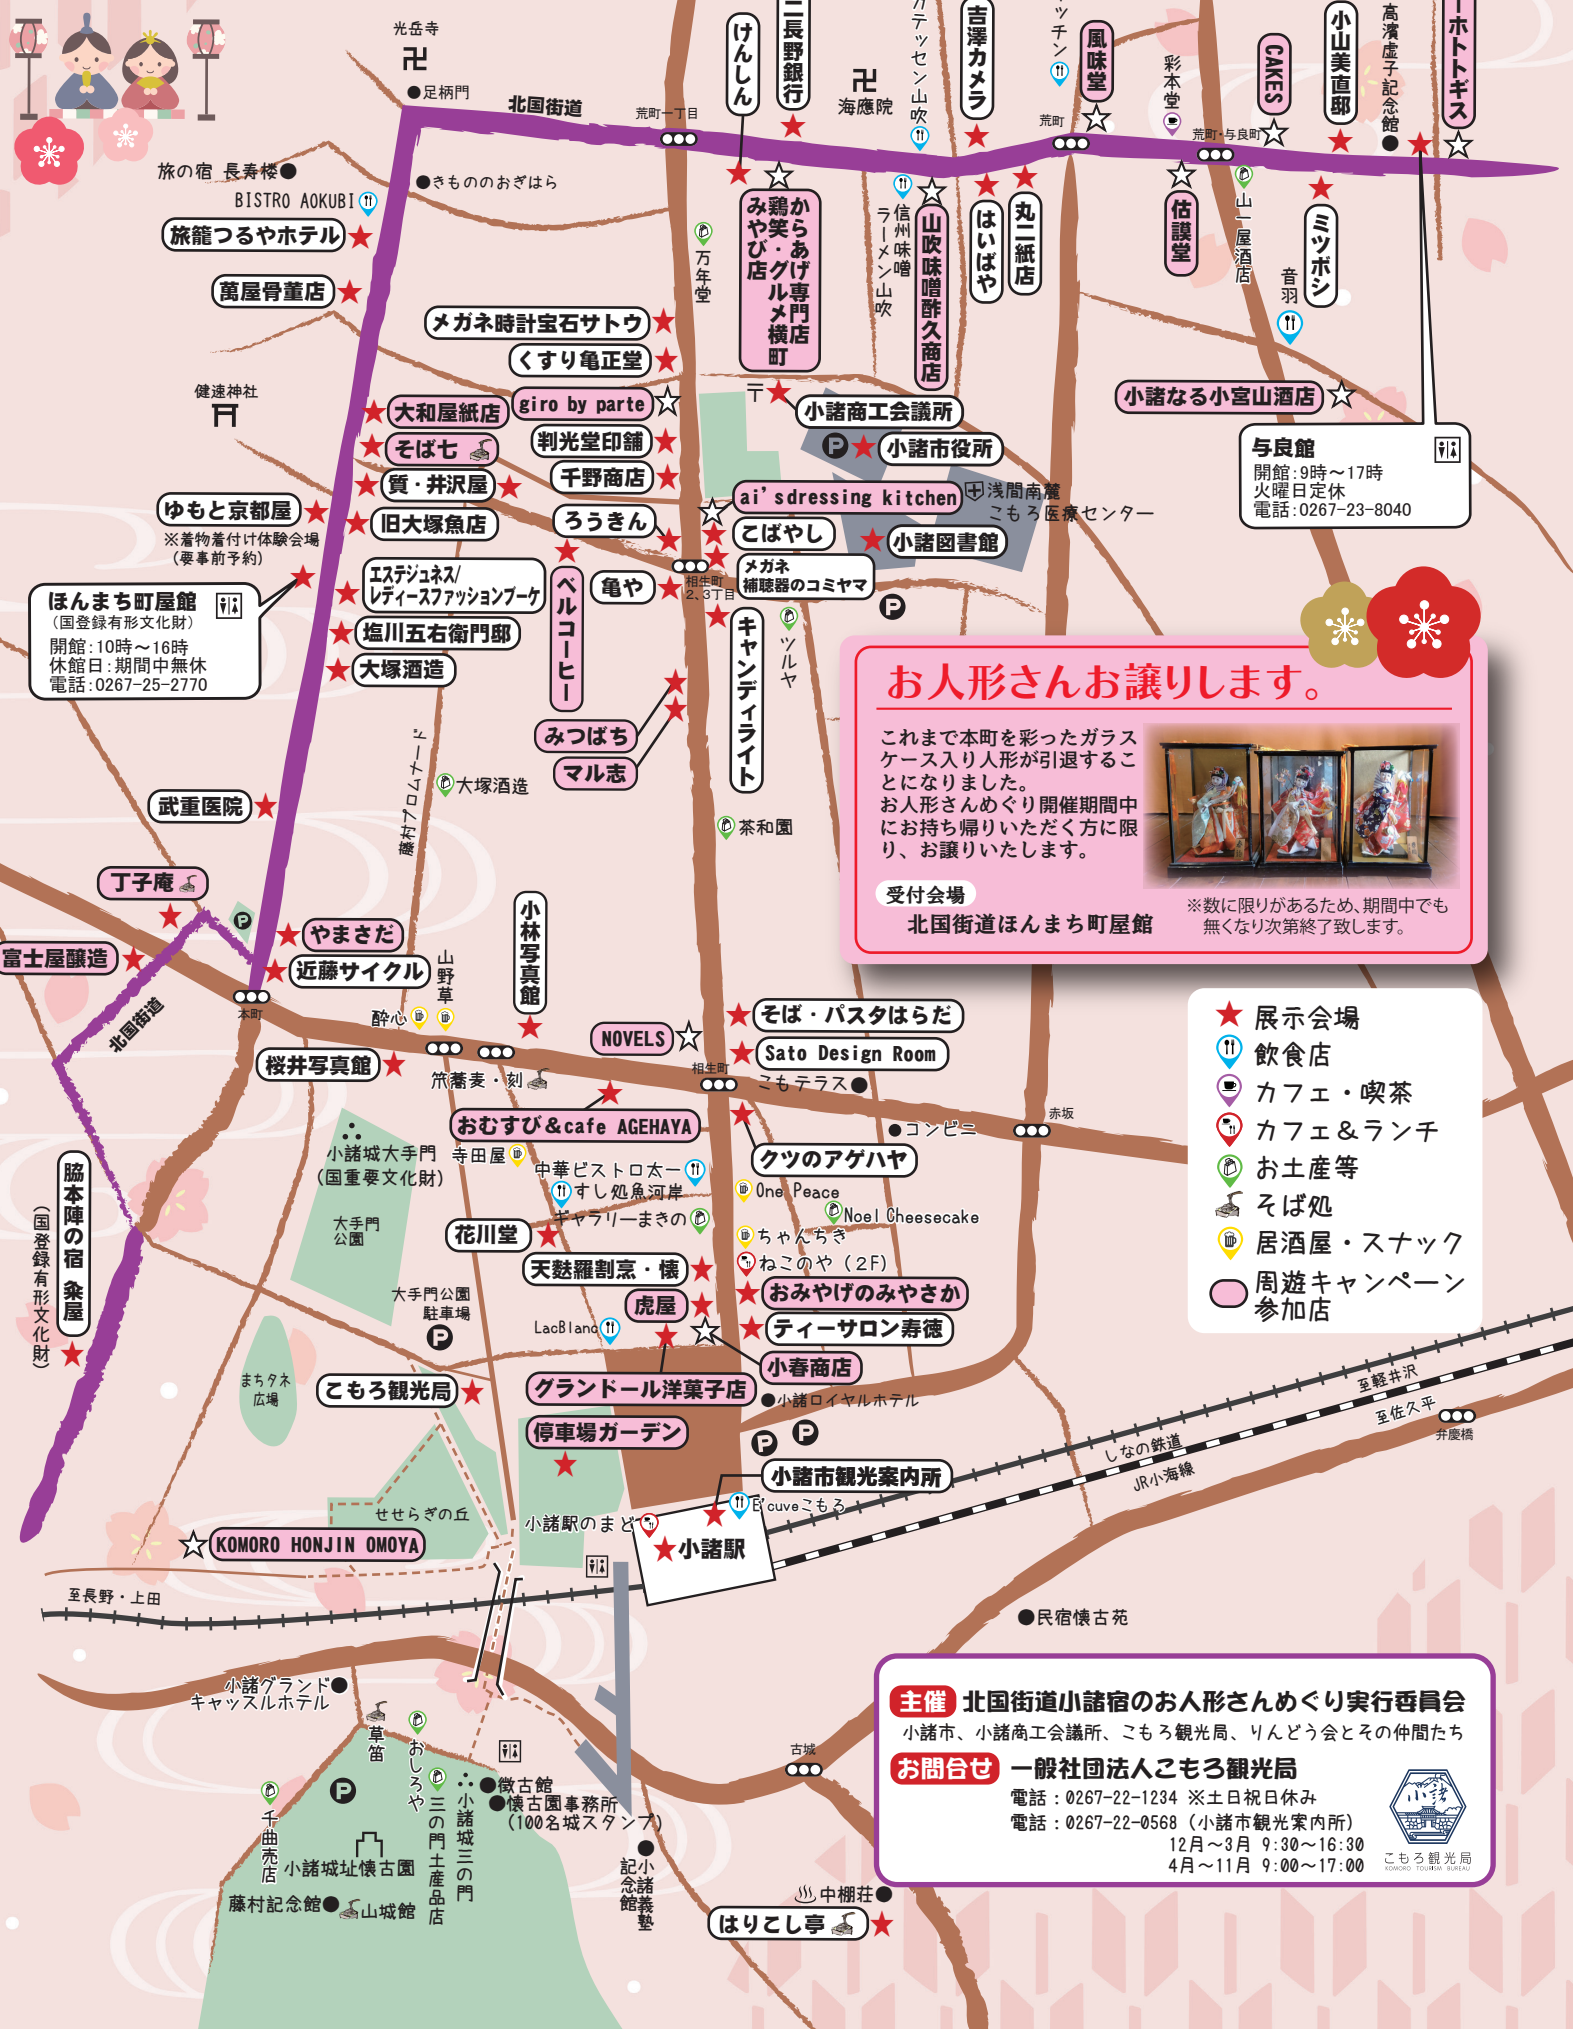 光岳寺
足柄門
北国街道
荒町一丁目
けんしん
二長野銀行
海應院
カテッセン山吹
吉澤カメラ
ッチン
風味堂
荒町
彩本堂
荒町・与良町
CAKES
小山美直邸
高濱虚子記念館
ーホトトギス
旅の宿 長寿楼
BISTRO AOKUBI
きもののおぎはら
旅籠つるやホテル
萬屋骨董店
万年堂
からあげ専門店
鶏笑・グルメ横町
みやび店
信州味噌
ラーメン山吹
山吹味噌酢久商店
はいばや
丸二紙店
估謨堂
山一屋酒店
音羽
ミツボシ
メガネ時計宝石サトウ
くすり亀正堂
健速神社
大和屋紙店
giro by parte
小諸商工会議所
小諸なる小宮山酒店
そば七
判光堂印舗
小諸市役所
質・井沢屋
千野商店
与良館
開館:9時〜17時
火曜日定休
電話:0267-23-8040
ゆもと京都屋
※着物着付け体験会場
(要事前予約)
旧大塚魚店
ろうきん
ai'sdressing kitchen
浅間南麓
こもろ医療センター
こばやし
小諸図書館
メガネ
補聴器のコミヤマ
相生町
2、3丁目
エステジュネス/
レディースファッションブーケ
ベルコーヒー
亀や
ほんまち町屋館
(国登録有形文化財)
開館:10時〜16時
休館日:期間中無休
電話:0267-25-2770
塩川五右衛門邸
大塚酒造
キャンディライト
ツルヤ
みつばち
マル志
藤村プロムナード
大塚酒造
武重医院
茶和園
お人形さんお譲りします。
これまで本町を彩ったガラス
ケース入り人形が引退するこ
とになりました。
お人形さんめぐり開催期間中
にお持ち帰りいただく方に限
り、お譲りいたします。
受付会場
北国街道ほんまち町屋館
※数に限りがあるため、期間中でも
無くなり次第終了致します。
丁子庵
富士屋醸造
やまさだ
近藤サイクル
山野草
小林写真館
本町
北国街道
酔心
桜井写真館
笊蕎麦・刻
NOVELS
そば・パスタはらだ
Sato Design Room
相生町
こもテラス
赤坂
コンビニ
おむすび&cafe AGEHAYA
クツのアゲハヤ
小諸城大手門
(国重要文化財)
寺田屋
中華ビストロ太一
すし処魚河岸
ギャラリーまきの
One Peace
Noel Cheesecake
大手門
公園
花川堂
ちゃんちき
ねこのや (2F)
脇本陣の宿 粂屋
(国登録有形文化財)
天麩羅割烹・懐
おみやげのみやさか
大手門公園
駐車場
虎屋
ティーサロン寿徳
LacBlanc
小春商店
まちタネ
広場
こもろ観光局
グランドール洋菓子店
小諸ロイヤルホテル
停車場ガーデン
小諸市観光案内所
E'cuveこもろ
小諸駅のまど
小諸駅
せせらぎの丘
KOMORO HONJIN OMOYA
至長野・上田
展示会場
飲食店
カフェ・喫茶
カフェ&ランチ
お土産等
そば処
居酒屋・スナック
周遊キャンペーン
参加店
至軽井沢
至佐久平
しなの鉄道
JR小海線
弁慶橋
民宿懐古苑
小諸グランド
キャッスルホテル
草笛
おしろや
三の門土産品店
小諸城三の門
徴古館
懐古園事務所
(100名城スタンプ)
千曲売店
小諸城址懐古園
藤村記念館
山城館
小諸義塾
記念館
古城
中棚荘
はりこし亭
主催 北国街道小諸宿のお人形さんめぐり実行委員会
小諸市、小諸商工会議所、こもろ観光局、りんどう会とその仲間たち
お問合せ 一般社団法人こもろ観光局
電話:0267-22-1234 ※土日祝日休み
電話:0267-22-0568 (小諸市観光案内所)
12月〜3月 9:30〜16:30
4月〜11月 9:00〜17:00
小諸
こもろ観光局
KOMORO TOURISM BUREAU